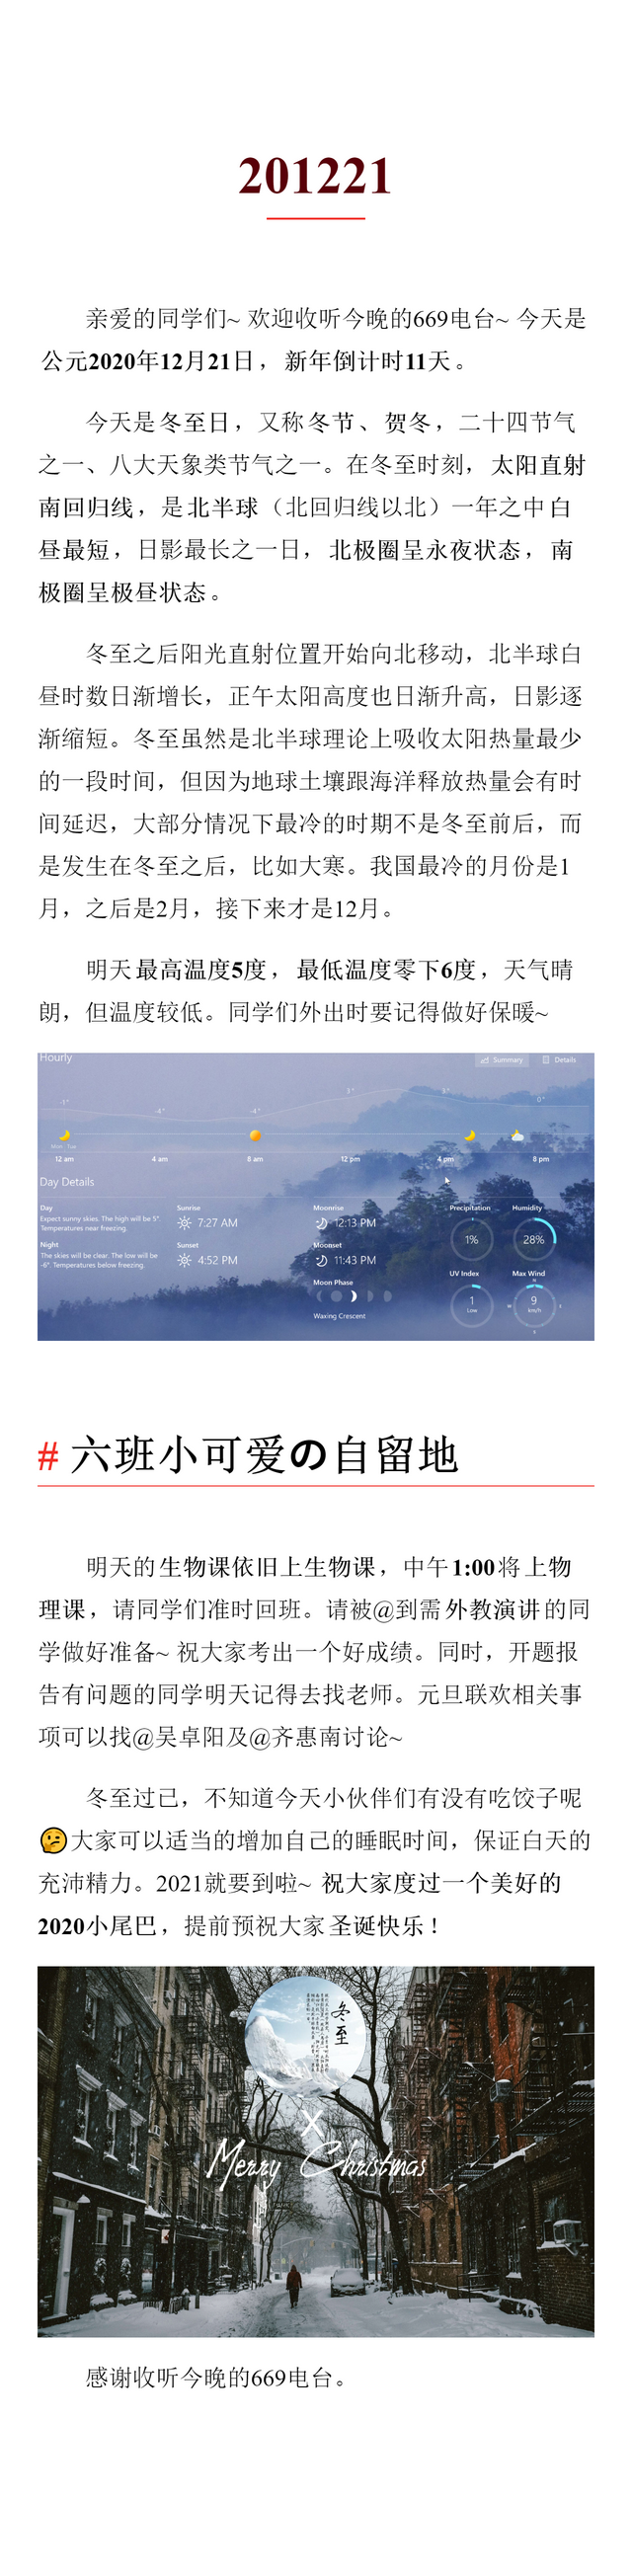 201221
亲爱的同学们~ 欢迎收听今晚的669电台~ 今天是
公元2020年12月21日，新年倒计时11天。
今天是冬至日，又称冬节、贺冬，二十四节气
之一、八大天象类节气之一。在冬至时刻，太阳直射
南回归线，是北半球（北回归线以北）一年之中白
昼最短，日影最长之一日，北极圈呈永夜状态，南
极圈呈极昼状态。
冬至之后阳光直射位置开始向北移动，北半球白
昼时数日渐增长，正午太阳高度也日渐升高，日影逐
渐缩短。冬至虽然是北半球理论上吸收太阳热量最少
的一段时间，但因为地球土壤跟海洋释放热量会有时
间延迟，大部分情况下最冷的时期不是冬至前后，而
是发生在冬至之后，比如大寒。我国最冷的月份是1
月，之后是2月，接下来才是12月。
明天最高温度5度，最低温度零下6度，天气晴
朗，但温度较低。同学们外出时要记得做好保暖~
Hourly
Summary Details
-1° -4° -4° 3° 5° 0°
Mon Tue
12 am 4 am 8 am 12 pm 4 pm 8 pm
Day Details
Day
Expect sunny skies. The high will be 5°.
Temperatures near freezing.
Night
The skies will be clear. The low will be
-6°. Temperatures below freezing.
Sunrise
7:27 AM
Sunset
4:52 PM
Moonrise
12:13 PM
Moonset
11:43 PM
Moon Phase
Waxing Crescent
Precipitation
1%
Humidity
28%
UV Index
1
Low
Max Wind
9
km/h
# 六班小可爱の自留地
明天的生物课依旧上生物课，中午1:00将上物
理课，请同学们准时回班。请被@到需外教演讲的同
学做好准备~ 祝大家考出一个好成绩。同时，开题报
告有问题的同学明天记得去找老师。元旦联欢相关事
项可以找@吴卓阳及@齐惠南讨论~
冬至过已，不知道今天小伙伴们有没有吃饺子呢
🤔大家可以适当的增加自己的睡眠时间，保证白天的
充沛精力。2021就要到啦~ 祝大家度过一个美好的
2020小尾巴，提前预祝大家圣诞快乐！
冬至
X
Merry Christmas
感谢收听今晚的669电台。